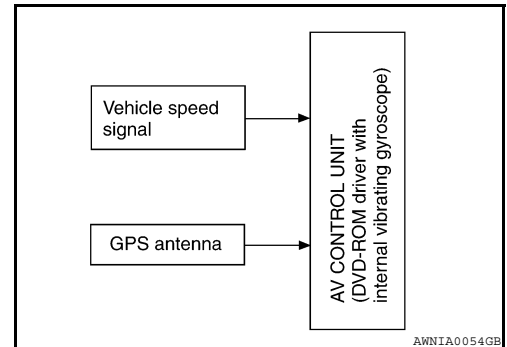 Vehicle speed
signal
GPS antenna
AV CONTROL UNIT
(DVD-ROM driver with
internal vibrating gyroscope)
AWNIA0054GB